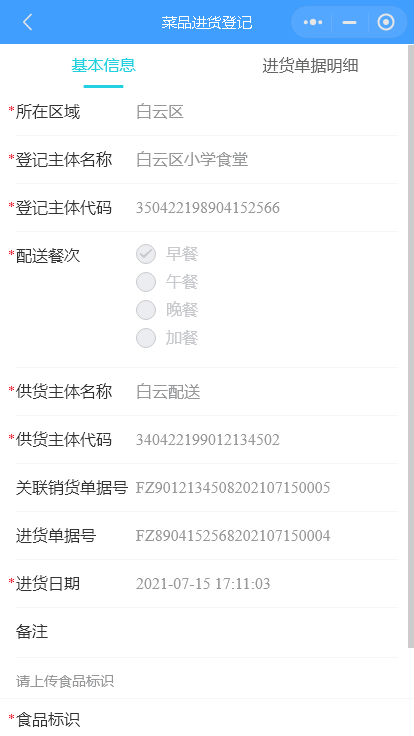 菜品进货登记
基本信息 进货单据明细
*所在区域 白云区
*登记主体名称 白云区小学食堂
*登记主体代码 350422198904152566
*配送餐次 早餐
午餐
晚餐
加餐
*供货主体名称 白云配送
*供货主体代码 340422199012134502
关联销货单据号 FZ9012134508202107150005
进货单据号 FZ8904152568202107150004
*进货日期 2021-07-15 17:11:03
备注
请上传食品标识
*食品标识